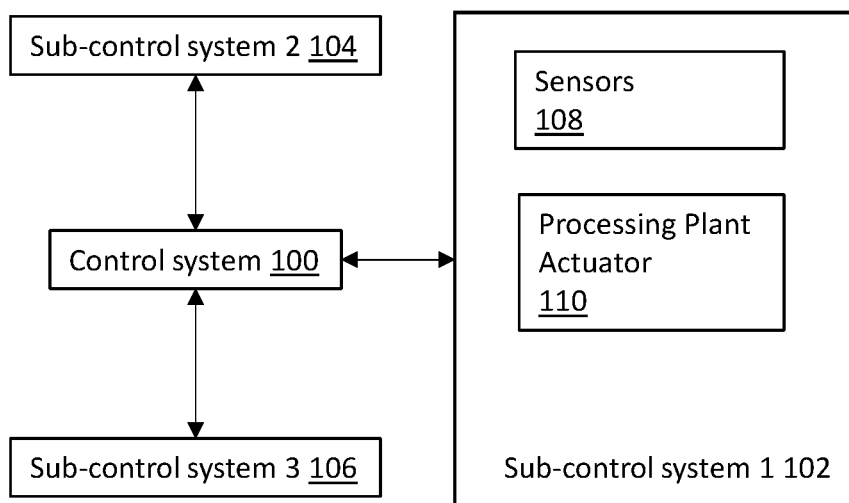 Sub-control system 2 104
Sensors
108
Processing Plant
Actuator
110
Control system 100
Sub-control system 3 106
Sub-control system 1 102